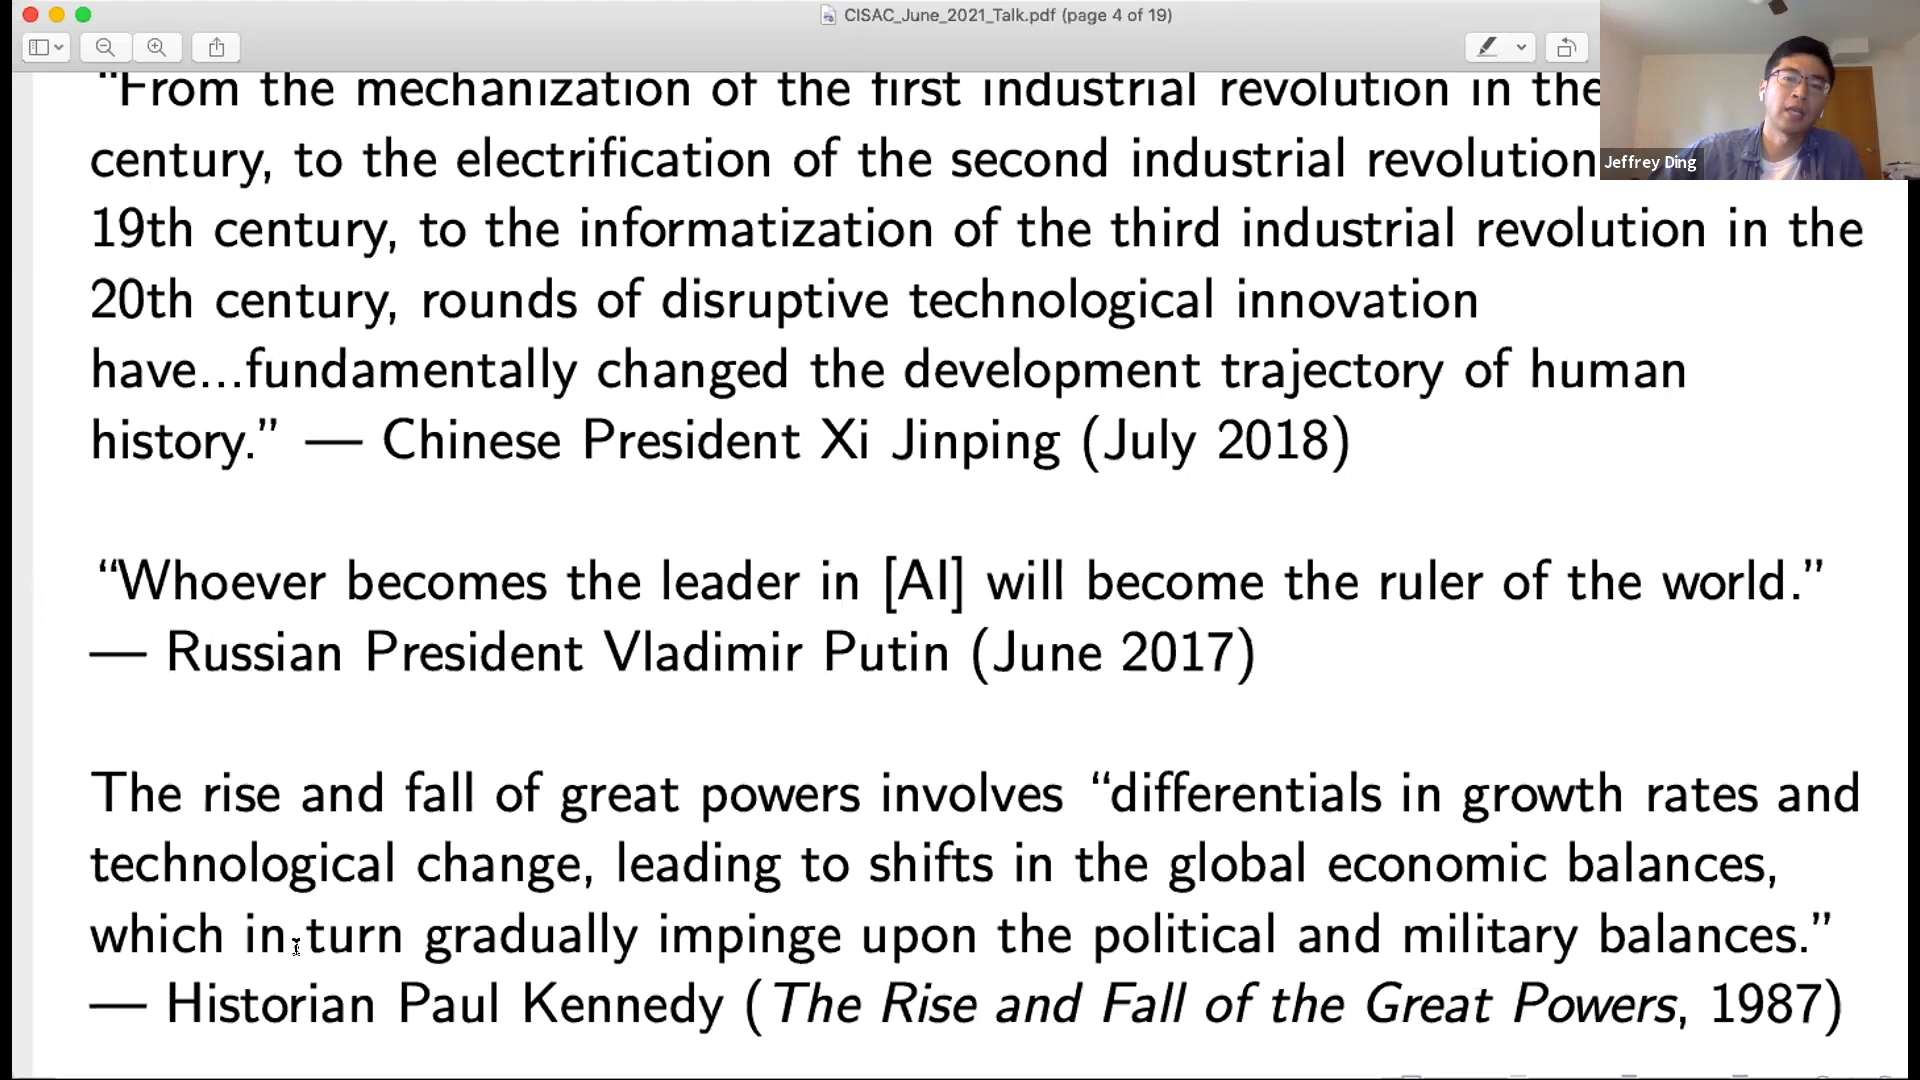 CISAC_June_2021_Talk.pdf (page 4 of 19)
Jeffrey Ding
“From the mechanization of the first industrial revolution in the
century, to the electrification of the second industrial revolution
19th century, to the informatization of the third industrial revolution in the
20th century, rounds of disruptive technological innovation
have...fundamentally changed the development trajectory of human
history.” — Chinese President Xi Jinping (July 2018)
“Whoever becomes the leader in [AI] will become the ruler of the world.”
— Russian President Vladimir Putin (June 2017)
The rise and fall of great powers involves “differentials in growth rates and
technological change, leading to shifts in the global economic balances,
which in turn gradually impinge upon the political and military balances.”
— Historian Paul Kennedy (The Rise and Fall of the Great Powers, 1987)